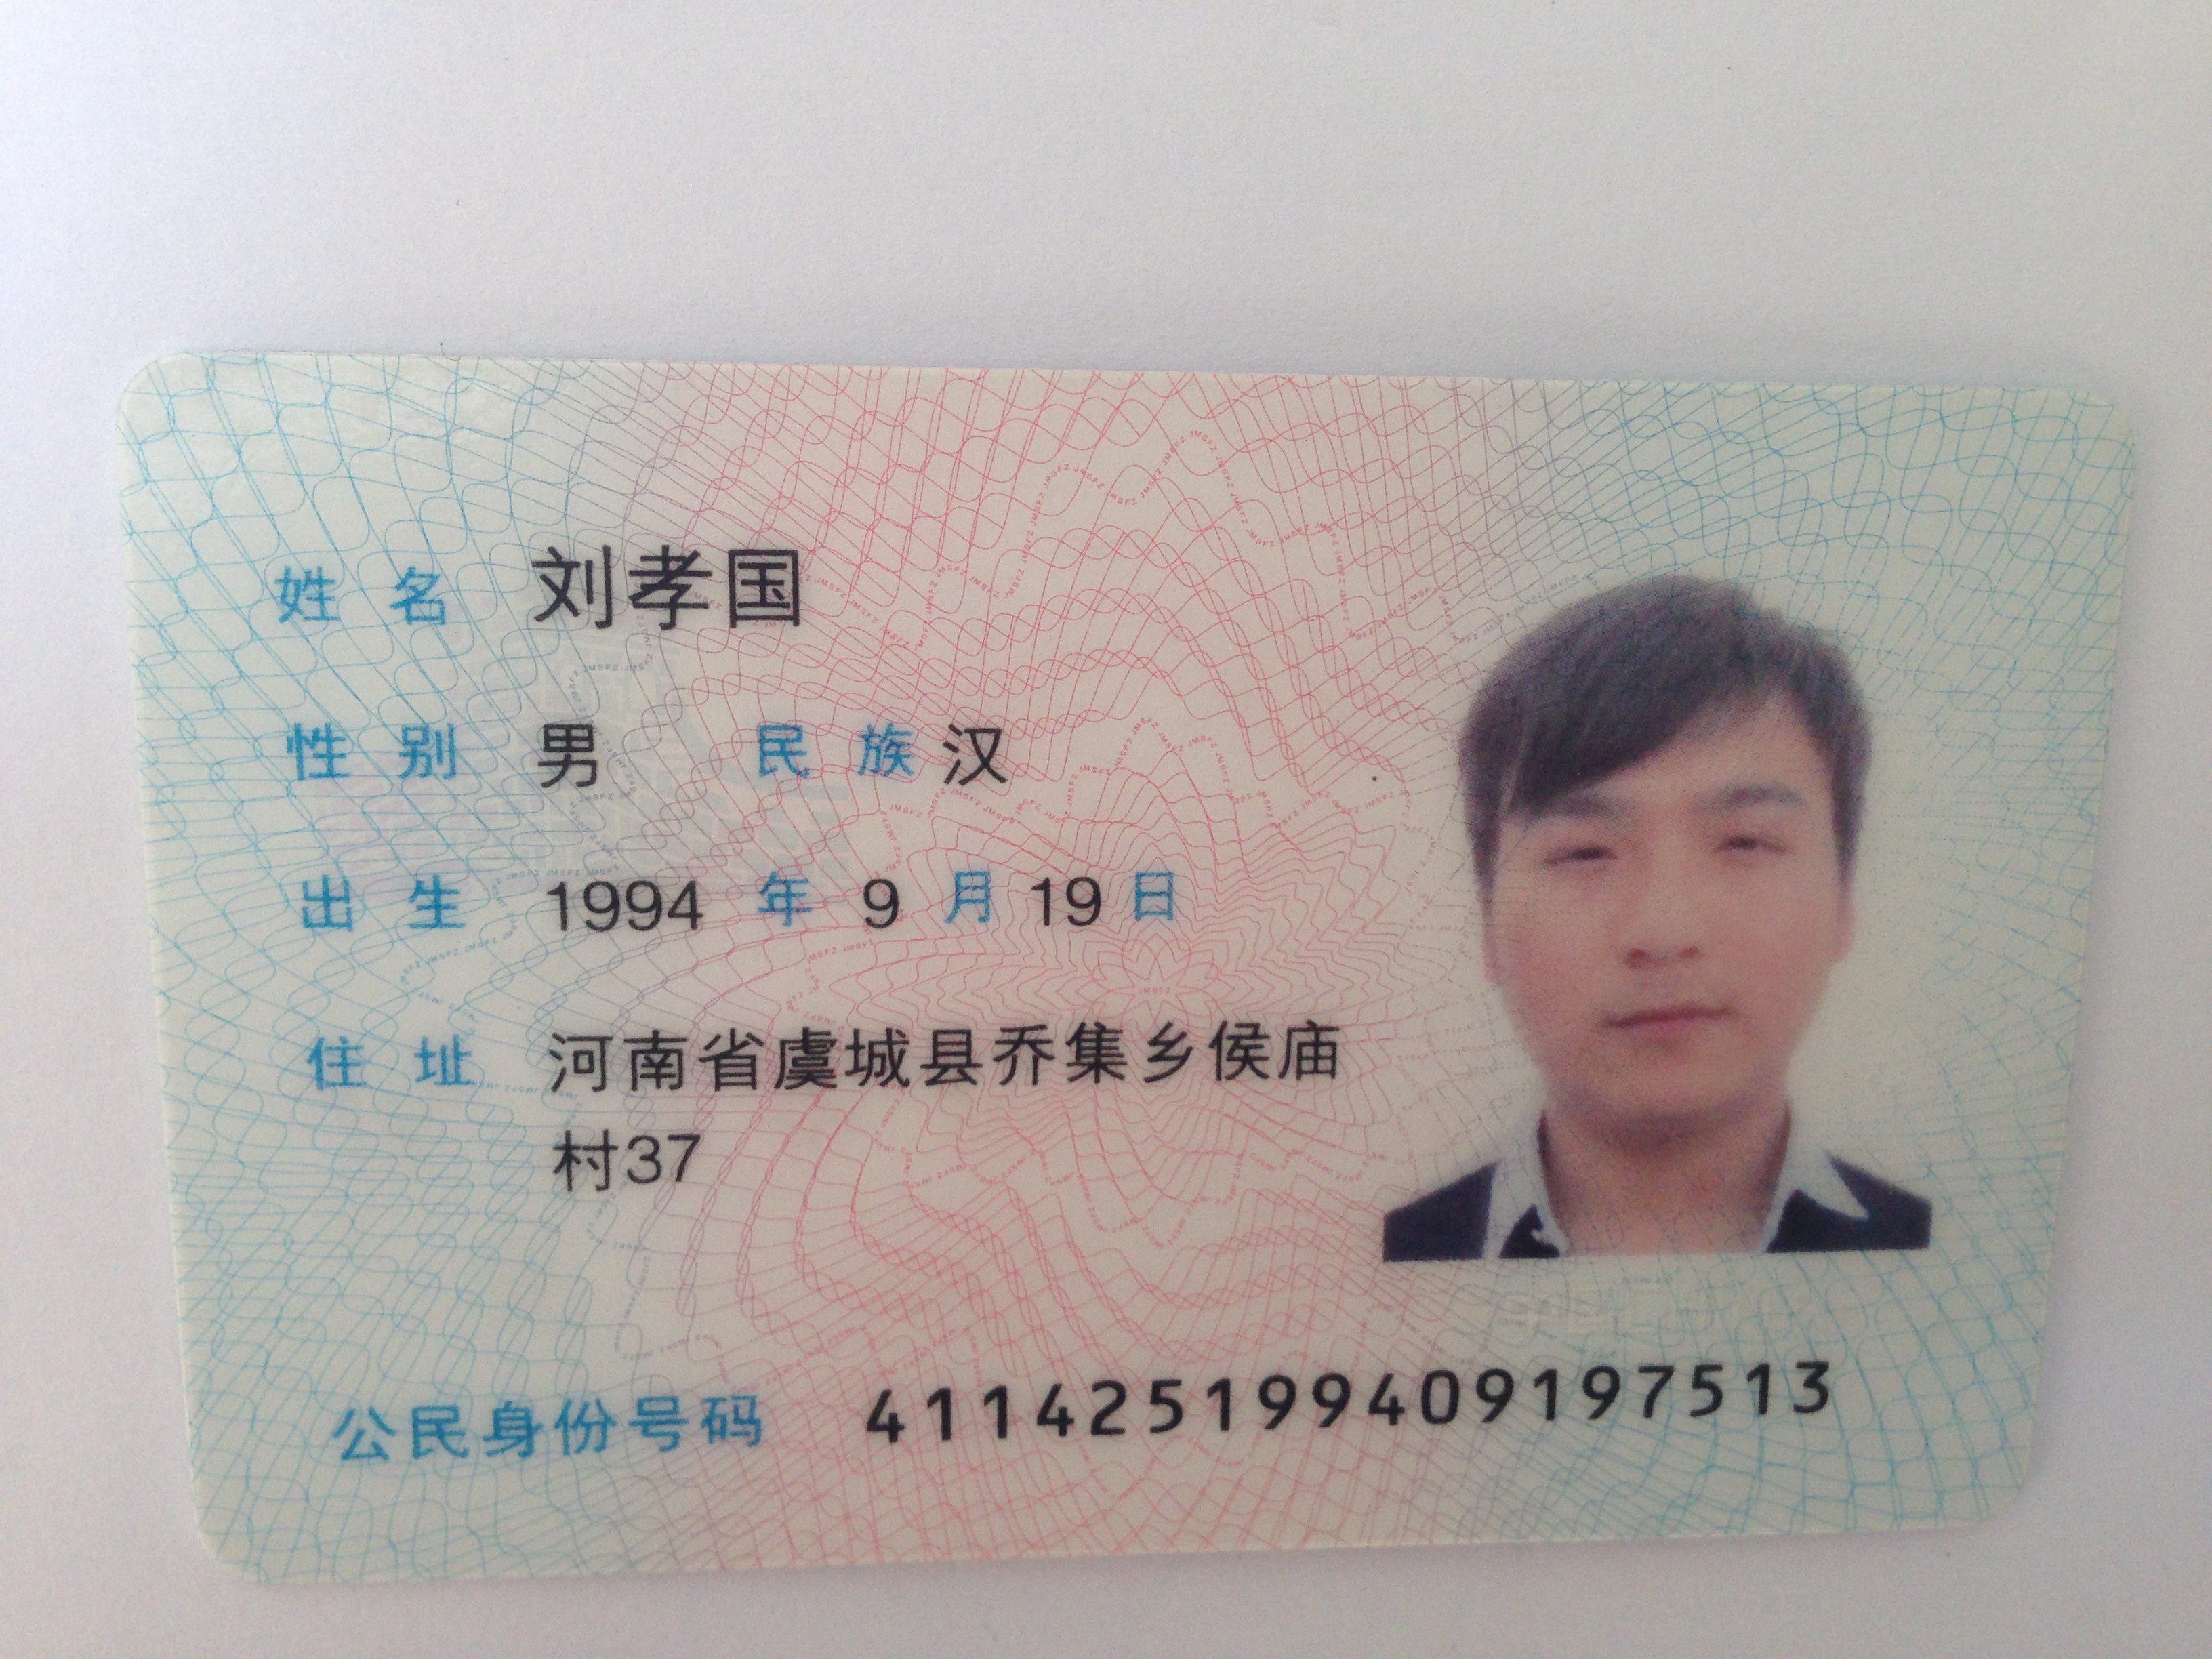 姓名 刘孝国
性别 男 民族 汉
出生 1994 年 9 月 19 日
住址 河南省虞城县乔集乡侯庙
村37
公民身份号码 411425199409197513